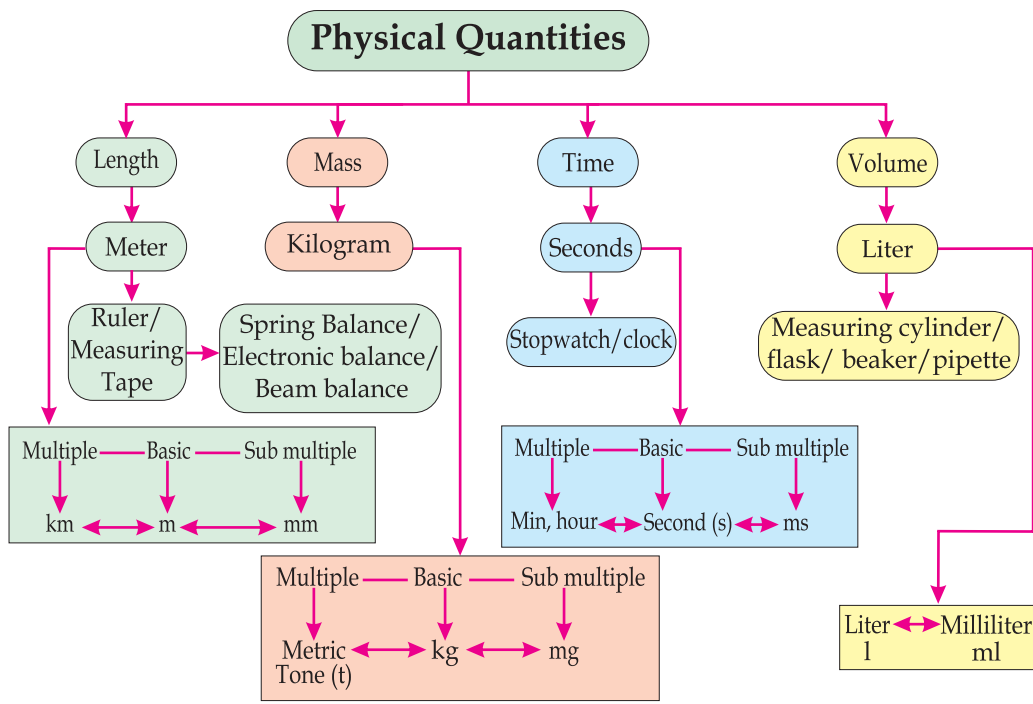 Physical Quantities
Length
Mass
Time
Volume
Meter
Kilogram
Seconds
Liter
Ruler/
Measuring
Tape
Spring Balance/
Electronic balance/
Beam balance
Stopwatch/clock
Measuring cylinder/
flask/ beaker/pipette
Multiple Basic Sub multiple
km m mm
Multiple Basic Sub multiple
Min, hour Second (s) ms
Multiple Basic Sub multiple
Metric kg mg
Tone (t)
Liter Milliliter
l ml